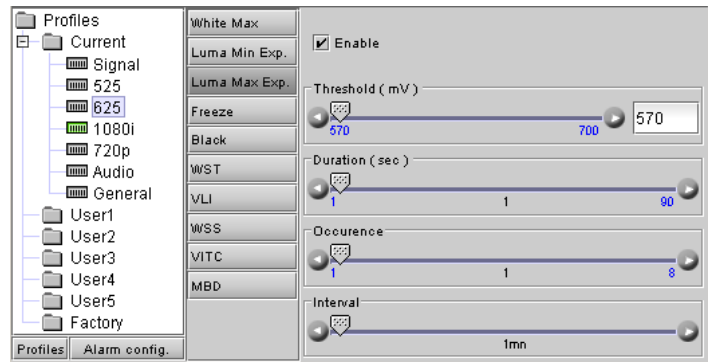 Profiles
Current
Signal
525
625
1080i
720p
Audio
General
User1
User2
User3
User4
User5
Factory
Profiles
Alarm config.
White Max
Luma Min Exp.
Luma Max Exp.
Freeze
Black
WST
VLI
WSS
VITC
MBD
Enable
Threshold ( mV )
570 700 570
Duration ( sec )
1 1 90
Occurence
1 1 8
Interval
1mn